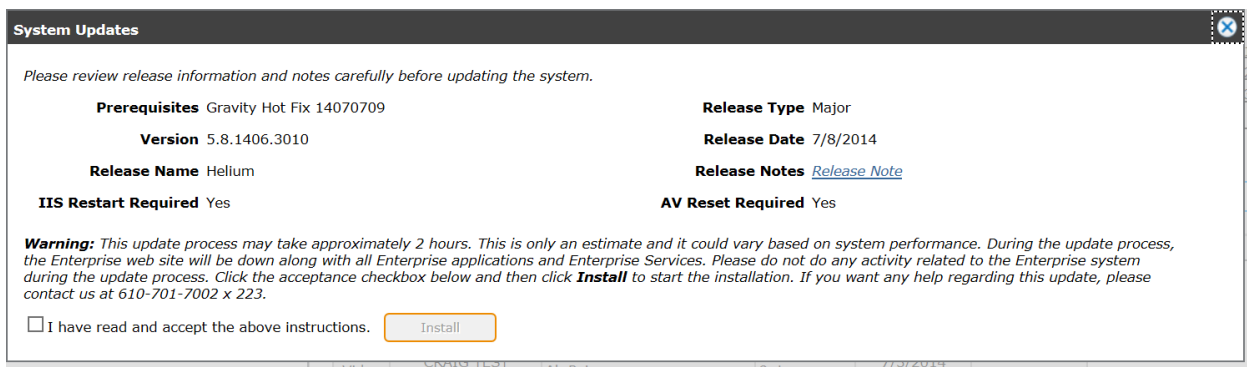 System Updates
Please review release information and notes carefully before updating the system.
Prerequisites Gravity Hot Fix 14070709 Release Type Major
Version 5.8.1406.3010 Release Date 7/8/2014
Release Name Helium Release Notes Release Note
IIS Restart Required Yes AV Reset Required Yes
Warning: This update process may take approximately 2 hours. This is only an estimate and it could vary based on system performance. During the update process,
the Enterprise web site will be down along with all Enterprise applications and Enterprise Services. Please do not do any activity related to the Enterprise system
during the update process. Click the acceptance checkbox below and then click Install to start the installation. If you want any help regarding this update, please
contact us at 610-701-7002 x 223.
I have read and accept the above instructions. Install
CRAIG TEST 7/3/2014